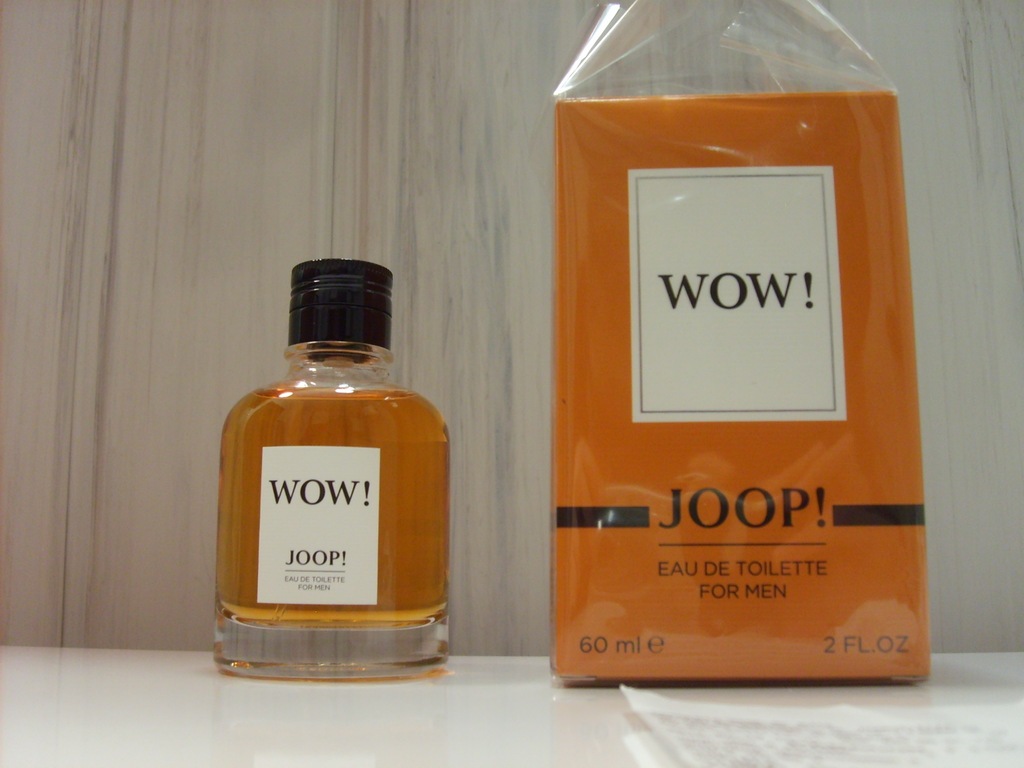 WOW!
JOOP!
EAU DE TOILETTE
FOR MEN
WOW!
JOOP!
EAU DE TOILETTE
FOR MEN
60 ml ℮ 2 FL.OZ